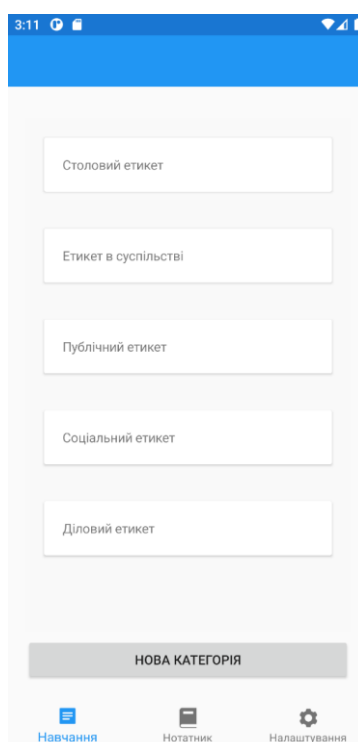 3:11
Столовий етикет
Етикет в суспільстві
Публічний етикет
Соціальний етикет
Діловий етикет
НОВА КАТЕГОРІЯ
Навчання Нотатник Налаштування